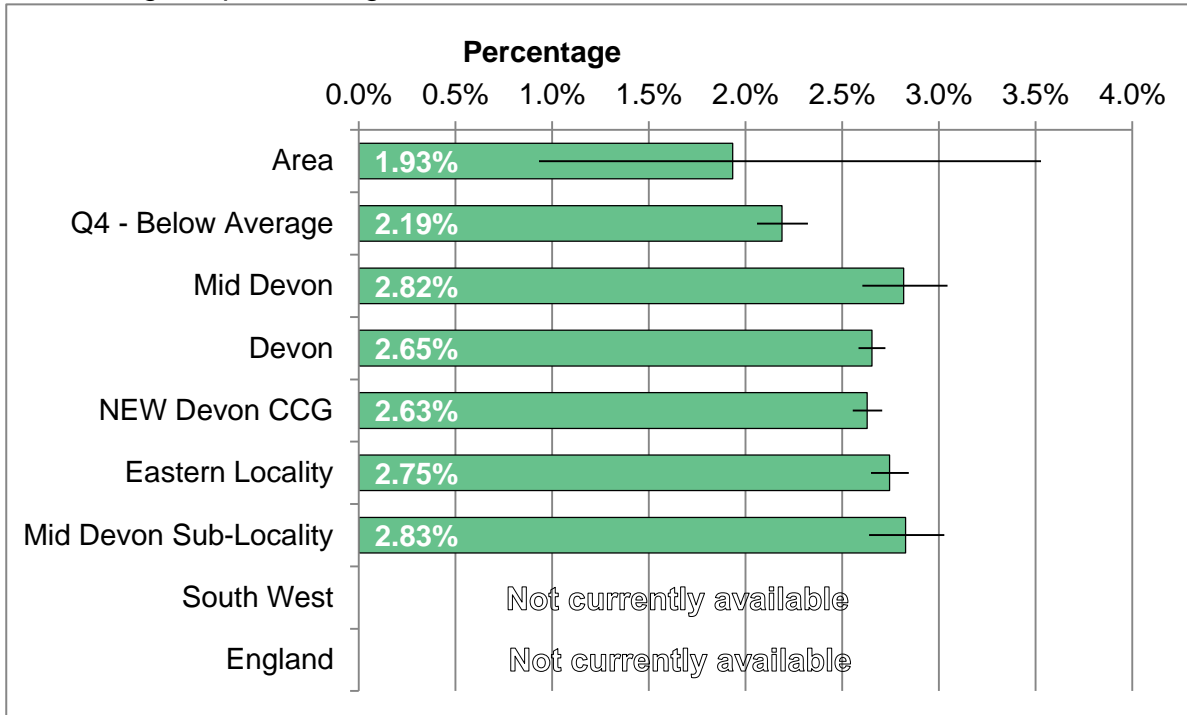 Percentage
0.0% 0.5% 1.0% 1.5% 2.0% 2.5% 3.0% 3.5% 4.0%
Area 1.93%
Q4 - Below Average 2.19%
Mid Devon 2.82%
Devon 2.65%
NEW Devon CCG 2.63%
Eastern Locality 2.75%
Mid Devon Sub-Locality 2.83%
South West Not currently available
England Not currently available